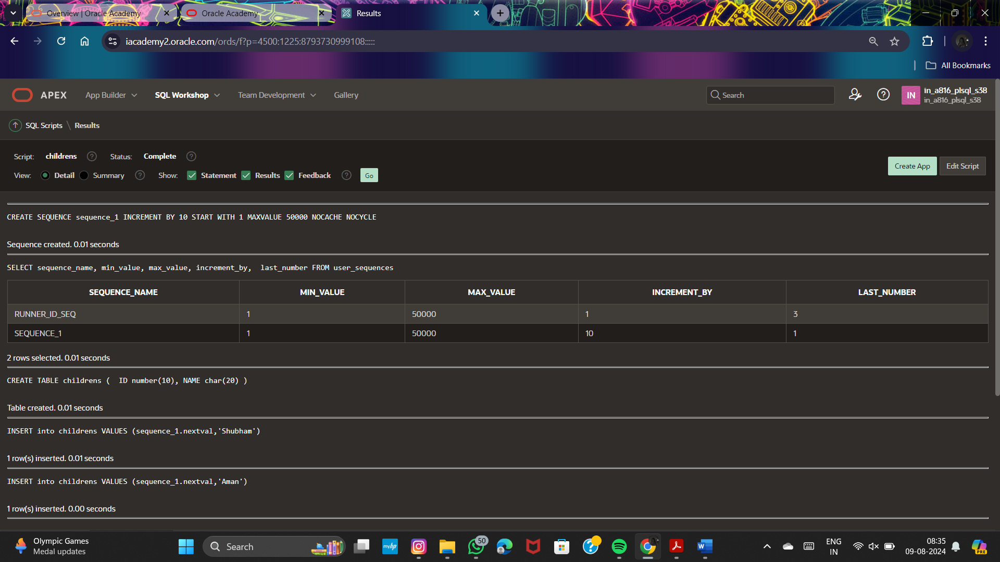 Overview | Oracle Academy
Oracle Academy
Results
iacademy2.oracle.com/ords/f?p=4500:1225:8793730999108:::::
All Bookmarks
APEX
App Builder
SQL Workshop
Team Development
Gallery
Search
IN
in_a816_plsql_s38
in_a816_plsql_s38
SQL Scripts \ Results
Script: childrens ? Status: Complete ?
View: Detail Summary ? Show: Statement Results Feedback ? Go
Create App
Edit Script
CREATE SEQUENCE sequence_1 INCREMENT BY 10 START WITH 1 MAXVALUE 50000 NOCACHE NOCYCLE
Sequence created. 0.01 seconds
SELECT sequence_name, min_value, max_value, increment_by,  last_number FROM user_sequences
SEQUENCE_NAME MIN_VALUE MAX_VALUE INCREMENT_BY LAST_NUMBER
RUNNER_ID_SEQ 1 50000 1 3
SEQUENCE_1 1 50000 10 1
2 rows selected. 0.01 seconds
CREATE TABLE childrens (  ID number(10), NAME char(20) )
Table created. 0.01 seconds
INSERT into childrens VALUES (sequence_1.nextval,'Shubham')
1 row(s) inserted. 0.01 seconds
INSERT into childrens VALUES (sequence_1.nextval,'Aman')
1 row(s) inserted. 0.00 seconds
Olympic Games
Medal updates
Search
myhp
50
?
W
ENG
IN
08:35
09-08-2024
PRE